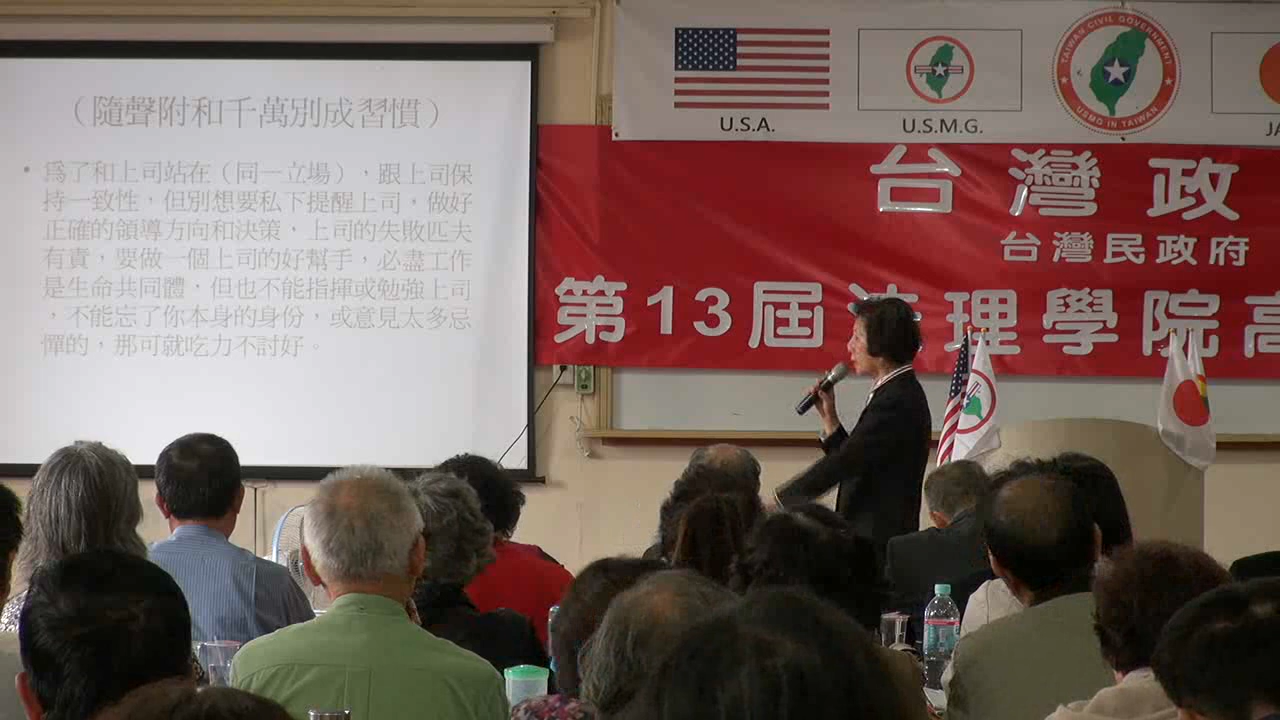 (隨聲附和千萬別成習慣)
• 為了和上司站在(同一立場),跟上司保
持一致性,但別想要私下提醒上司,做好
正確的領導方向和決策,上司的失敗匹夫
有責,要做一個上司的好幫手,必盡工作
是生命共同體,但也不能指揮或勉強上司
,不能忘了你本身的身份,或意見太多忌
憚的,那可就吃力不討好。
U.S.A.
U.S.M.G.
TAIWAN CIVIL GOVERNMENT
USMG IN TAIWAN
JA
台灣政
台灣民政府
第13屆法理學院高